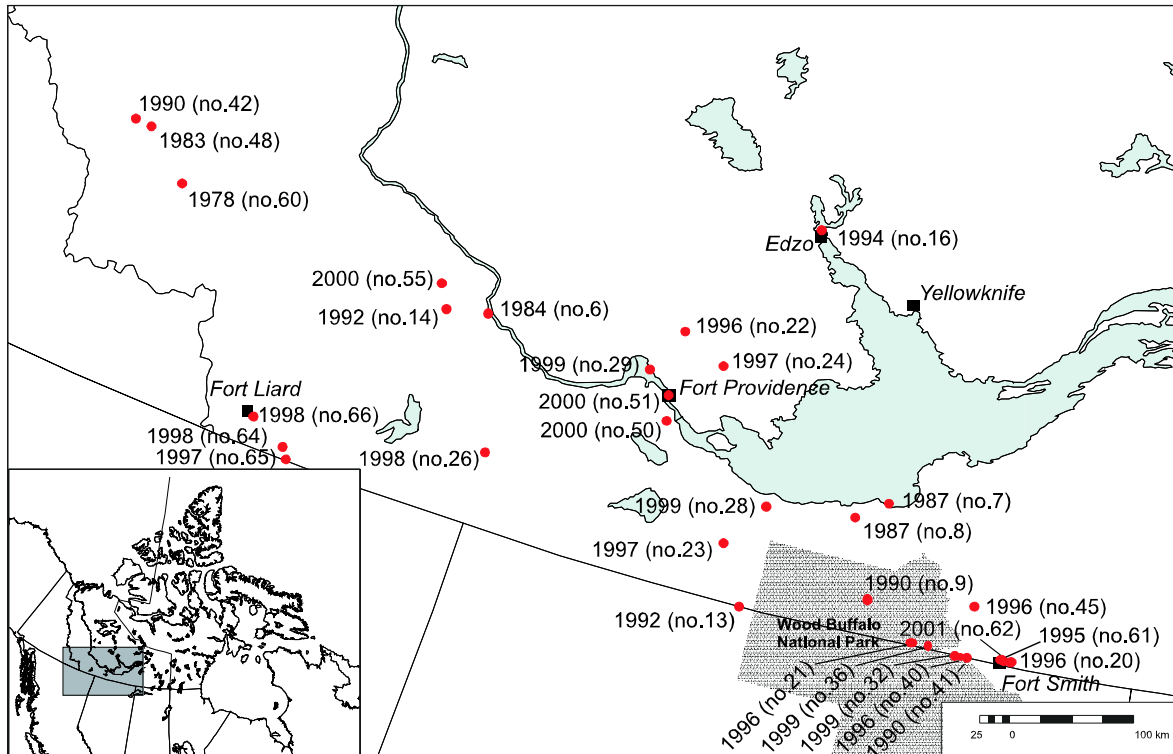 1990 (no.42)
1983 (no.48)
1978 (no.60)
Edzo
1994 (no.16)
2000 (no.55)
Yellowknife
1992 (no.14)
1984 (no.6)
1996 (no.22)
1999 (no.29)
1997 (no.24)
Fort Liard
Fort Providence
1998 (no.66)
2000 (no.51)
1998 (no.64)
2000 (no.50)
1997 (no.65)
1998 (no.26)
1999 (no.28)
1987 (no.7)
1987 (no.8)
1997 (no.23)
1990 (no.9)
1992 (no.13)
1996 (no.45)
Wood Buffalo
National Park
2001 (no.62)
1995 (no.61)
1996 (no.20)
Fort Smith
1996 (no.21)
1999 (no.36)
1999 (no.32)
1996 (no.40)
1990 (no.41)
25 0 100 km